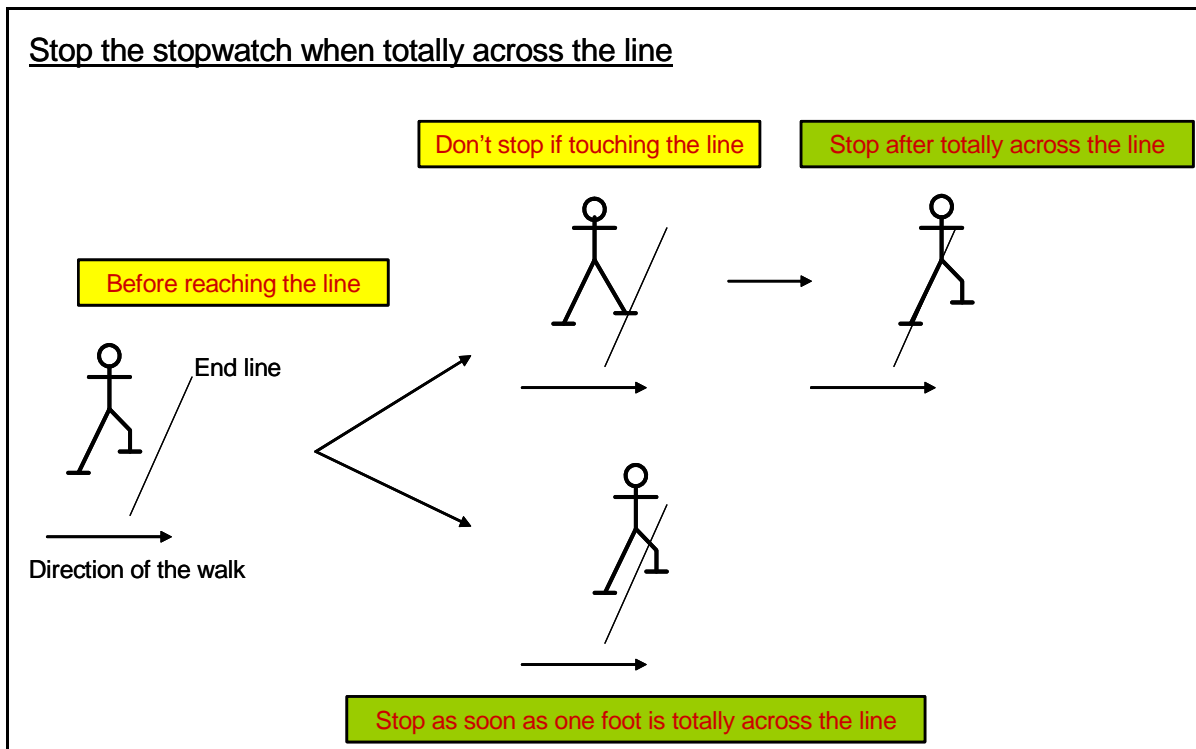 Stop the stopwatch when totally across the line
Don't stop if touching the line
Stop after totally across the line
Before reaching the line
End line
Direction of the walk
Stop as soon as one foot is totally across the line